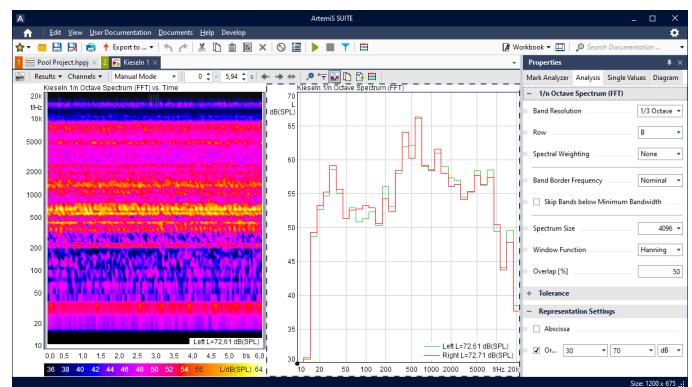 A
ArtemiS SUITE
Edit View User Documentation Documents Help Develop
Export to ... Workbook Search Documentation ...
1 Pool Project.hppj × 2 Kieseln 1 ×
Results Channels Manual Mode 0 - 5,94 s
Kieseln 1/n Octave Spectrum (FFT) vs. Time
20k
f/Hz
10k
5000
2000
1000
500
200
100
50
20
10
Left L=72,61 dB(SPL)
0,0 0,5 1,0 1,5 2,0 2,5 3,0 3,5 4,0 t/s 5,0 6,0
36 38 40 42 44 46 48 50 52 54 56 L/dB(SPL) 64
Kieseln 1/n Octave Spectrum (FFT)
70
L
dB(SPL)
65
60
55
50
45
40
35
30
Left L=72,61 dB(SPL)
Right L=72,71 dB(SPL)
10 20 50 100 200 500 1000 2000 5000 f/Hz 20k
Properties
Mark Analyzer Analysis Single Values Diagram
1/n Octave Spectrum (FFT)
Band Resolution 1/3 Octave
Row B
Spectral Weighting None
Band Border Frequency Nominal
Skip Bands below Minimum Bandwidth
Spectrum Size 4096
Window Function Hanning
Overlap [%] 50
+ Tolerance
Representation Settings
Abscissa
Or... 30 70 dB
Size: 1200 x 675